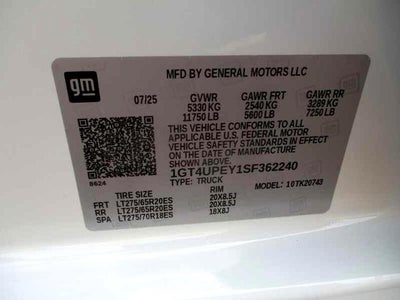 gm
MFD BY GENERAL MOTORS LLC
07/25 GVWR GAWR FRT GAWR RR
5330 KG 2540 KG 3289 KG
11750 LB 5600 LB 7250 LB
THIS VEHICLE CONFORMS TO ALL
APPLICABLE U.S. FEDERAL MOTOR
VEHICLE SAFETY STANDARDS IN EFFECT
ON THE DATE OF MANUFACTURE
SHOWN ABOVE.
1GT4UPEY1SF362240
TYPE: TRUCK MODEL: 10TK20743
8624
TIRE SIZE RIM
FRT LT275/65R20ES 20X8.5J
RR LT275/65R20ES 20X8.5J
SP LT275/70R18ES 18X8J